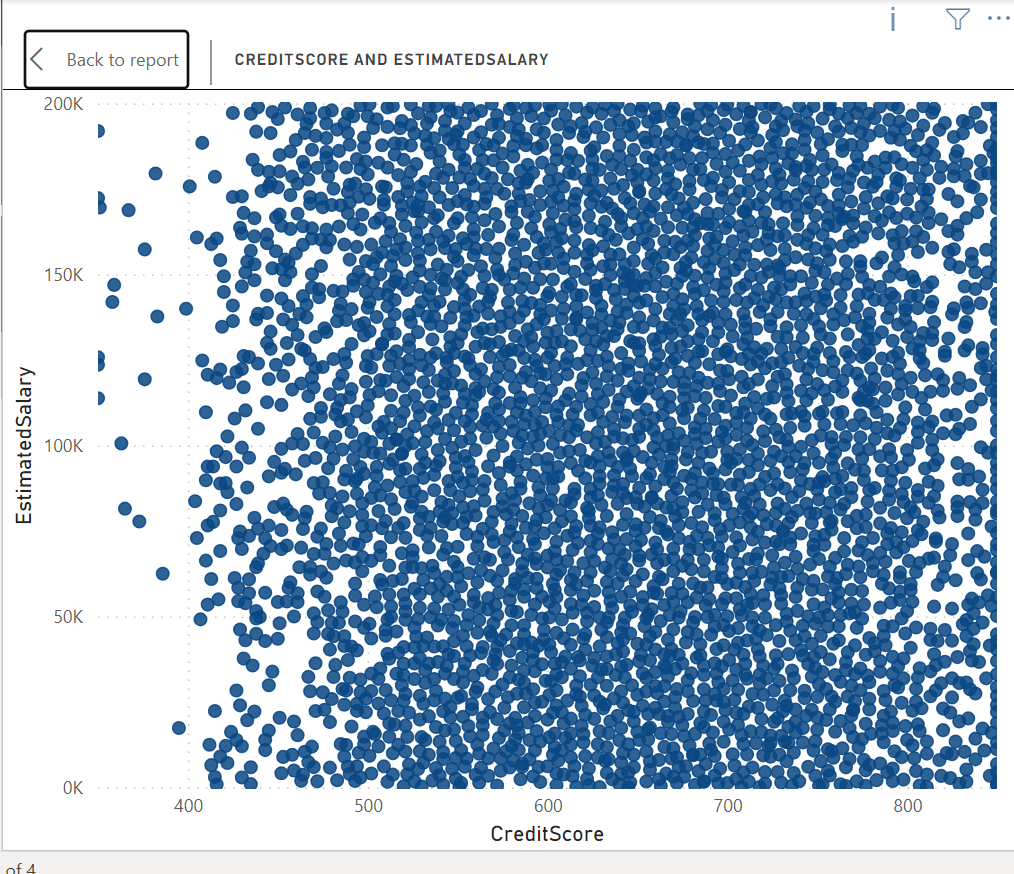 i
Back to report
CREDITSCORE AND ESTIMATEDSALARY
200K
150K
100K
50K
0K
EstimatedSalary
400 500 600 700 800
CreditScore
of 4